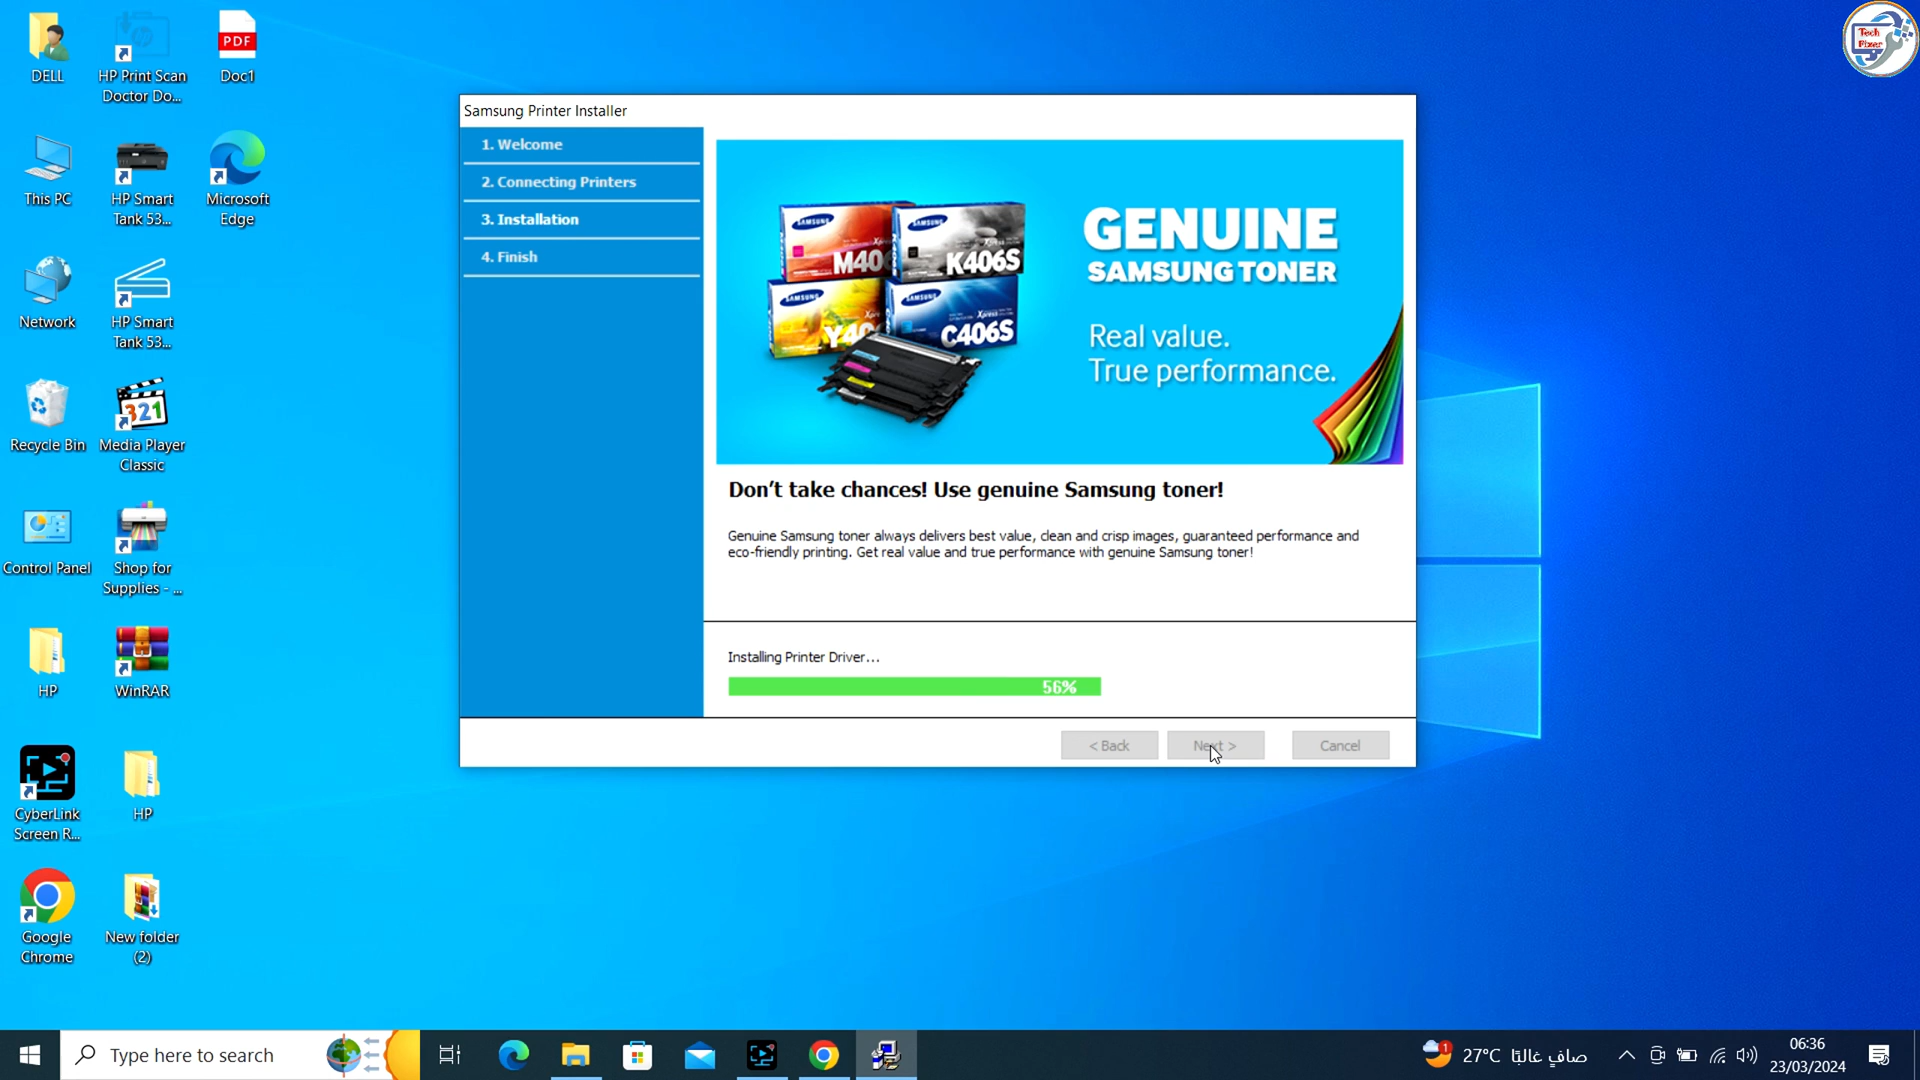 DELL
HP Print Scan
Doctor Do...
PDF
Doc1
This PC
HP Smart
Tank 53...
Microsoft
Edge
Network
HP Smart
Tank 53...
Recycle Bin
321
Media Player
Classic
Control Panel
Shop for
Supplies - ...
HP
WinRAR
CyberLink
Screen R...
HP
Google
Chrome
New folder
(2)
Tech
Fixer
Samsung Printer Installer
1. Welcome
2. Connecting Printers
3. Installation
4. Finish
SAMSUNG
M40
SAMSUNG
K406S
SAMSUNG
Y40
SAMSUNG
Xpress
C406S
GENUINE
SAMSUNG TONER
Real value.
True performance.
Don't take chances! Use genuine Samsung toner!
Genuine Samsung toner always delivers best value, clean and crisp images, guaranteed performance and
eco-friendly printing. Get real value and true performance with genuine Samsung toner!
Installing Printer Driver...
56%
< Back
Next >
Cancel
Type here to search
1
27°C صافٍ غالبًا
06:36
23/03/2024